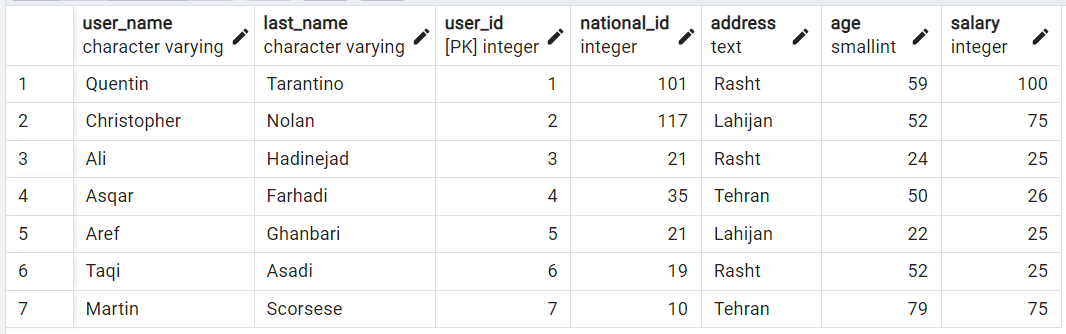 user_name last_name user_id national_id address age salary
character varying character varying [PK] integer integer text smallint integer
1 Quentin Tarantino 1 101 Rasht 59 100
2 Christopher Nolan 2 117 Lahijan 52 75
3 Ali Hadinejad 3 21 Rasht 24 25
4 Asqar Farhadi 4 35 Tehran 50 26
5 Aref Ghanbari 5 21 Lahijan 22 25
6 Taqi Asadi 6 19 Rasht 52 25
7 Martin Scorsese 7 10 Tehran 79 75